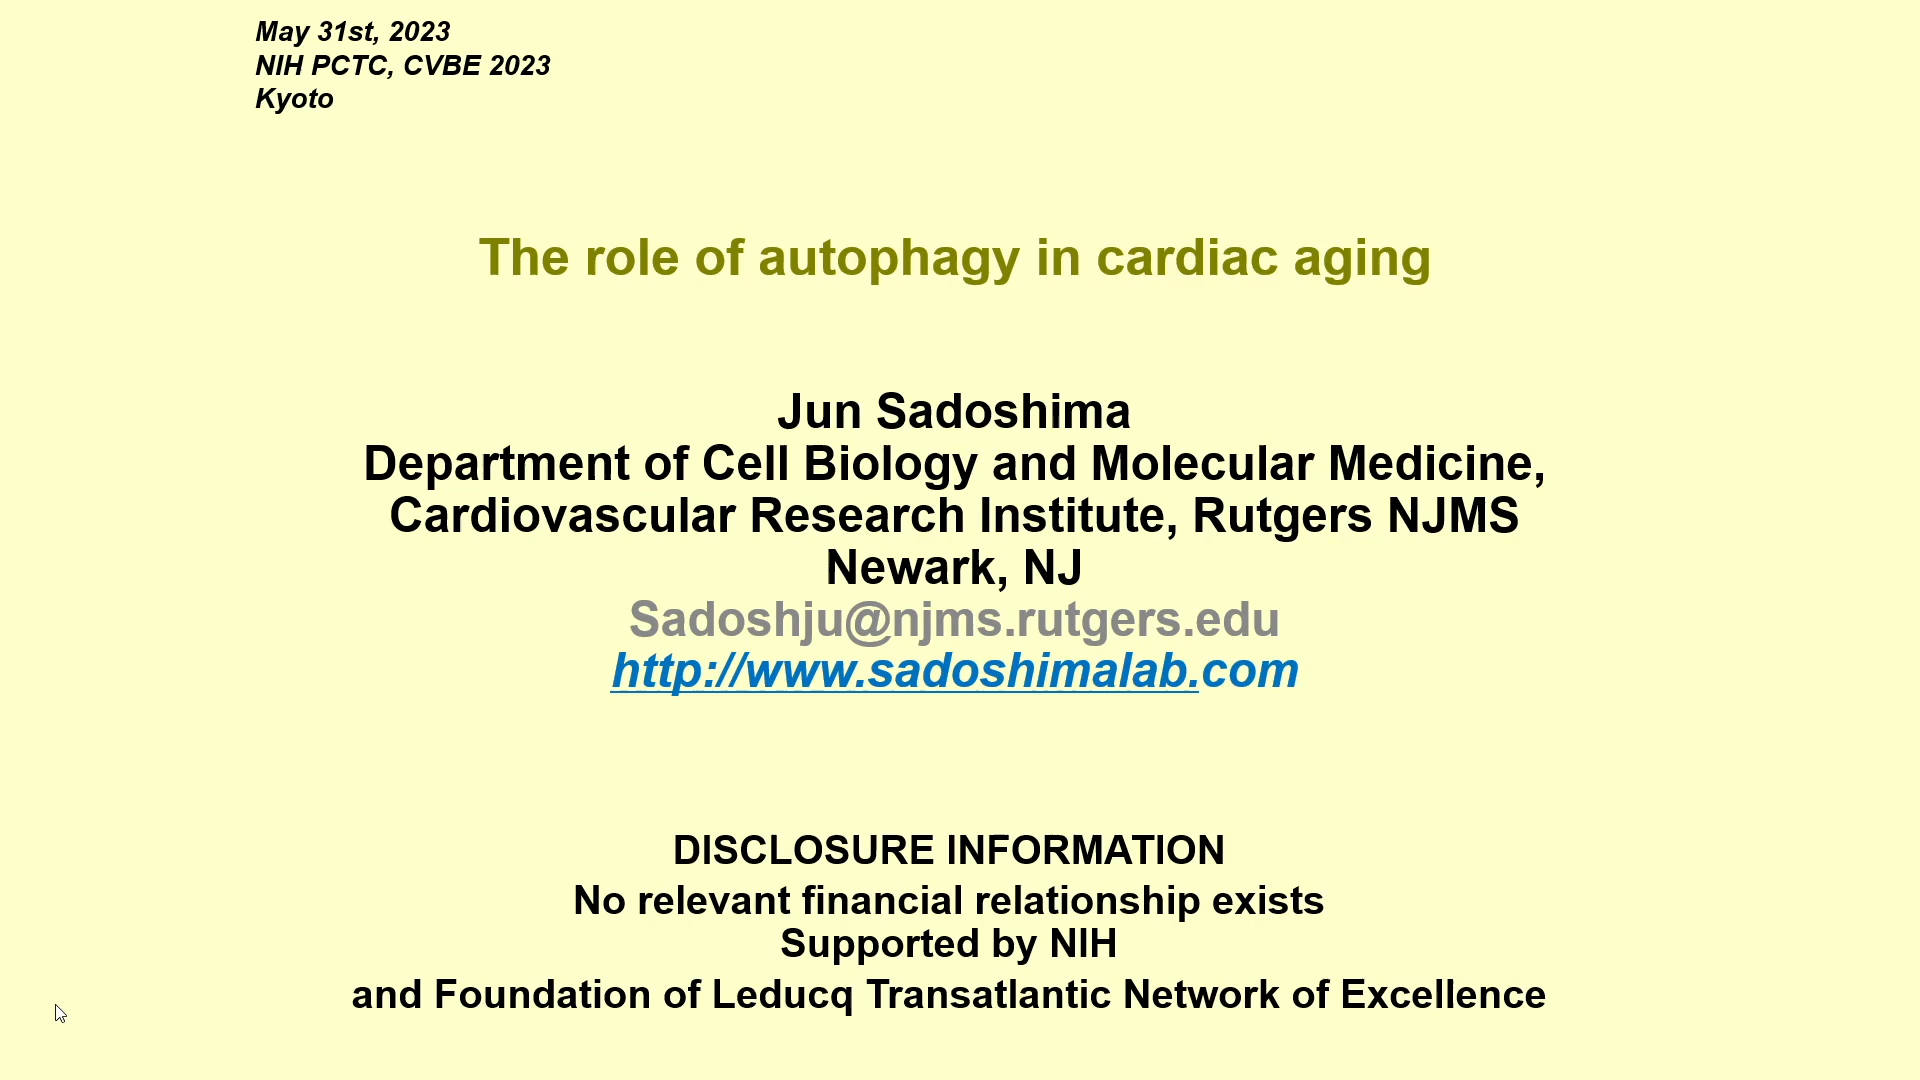 May 31st, 2023
NIH PCTC, CVBE 2023
Kyoto
The role of autophagy in cardiac aging
Jun Sadoshima
Department of Cell Biology and Molecular Medicine,
Cardiovascular Research Institute, Rutgers NJMS
Newark, NJ
Sadoshju@njms.rutgers.edu
http://www.sadoshimalab.com
DISCLOSURE INFORMATION
No relevant financial relationship exists
Supported by NIH
and Foundation of Leducq Transatlantic Network of Excellence